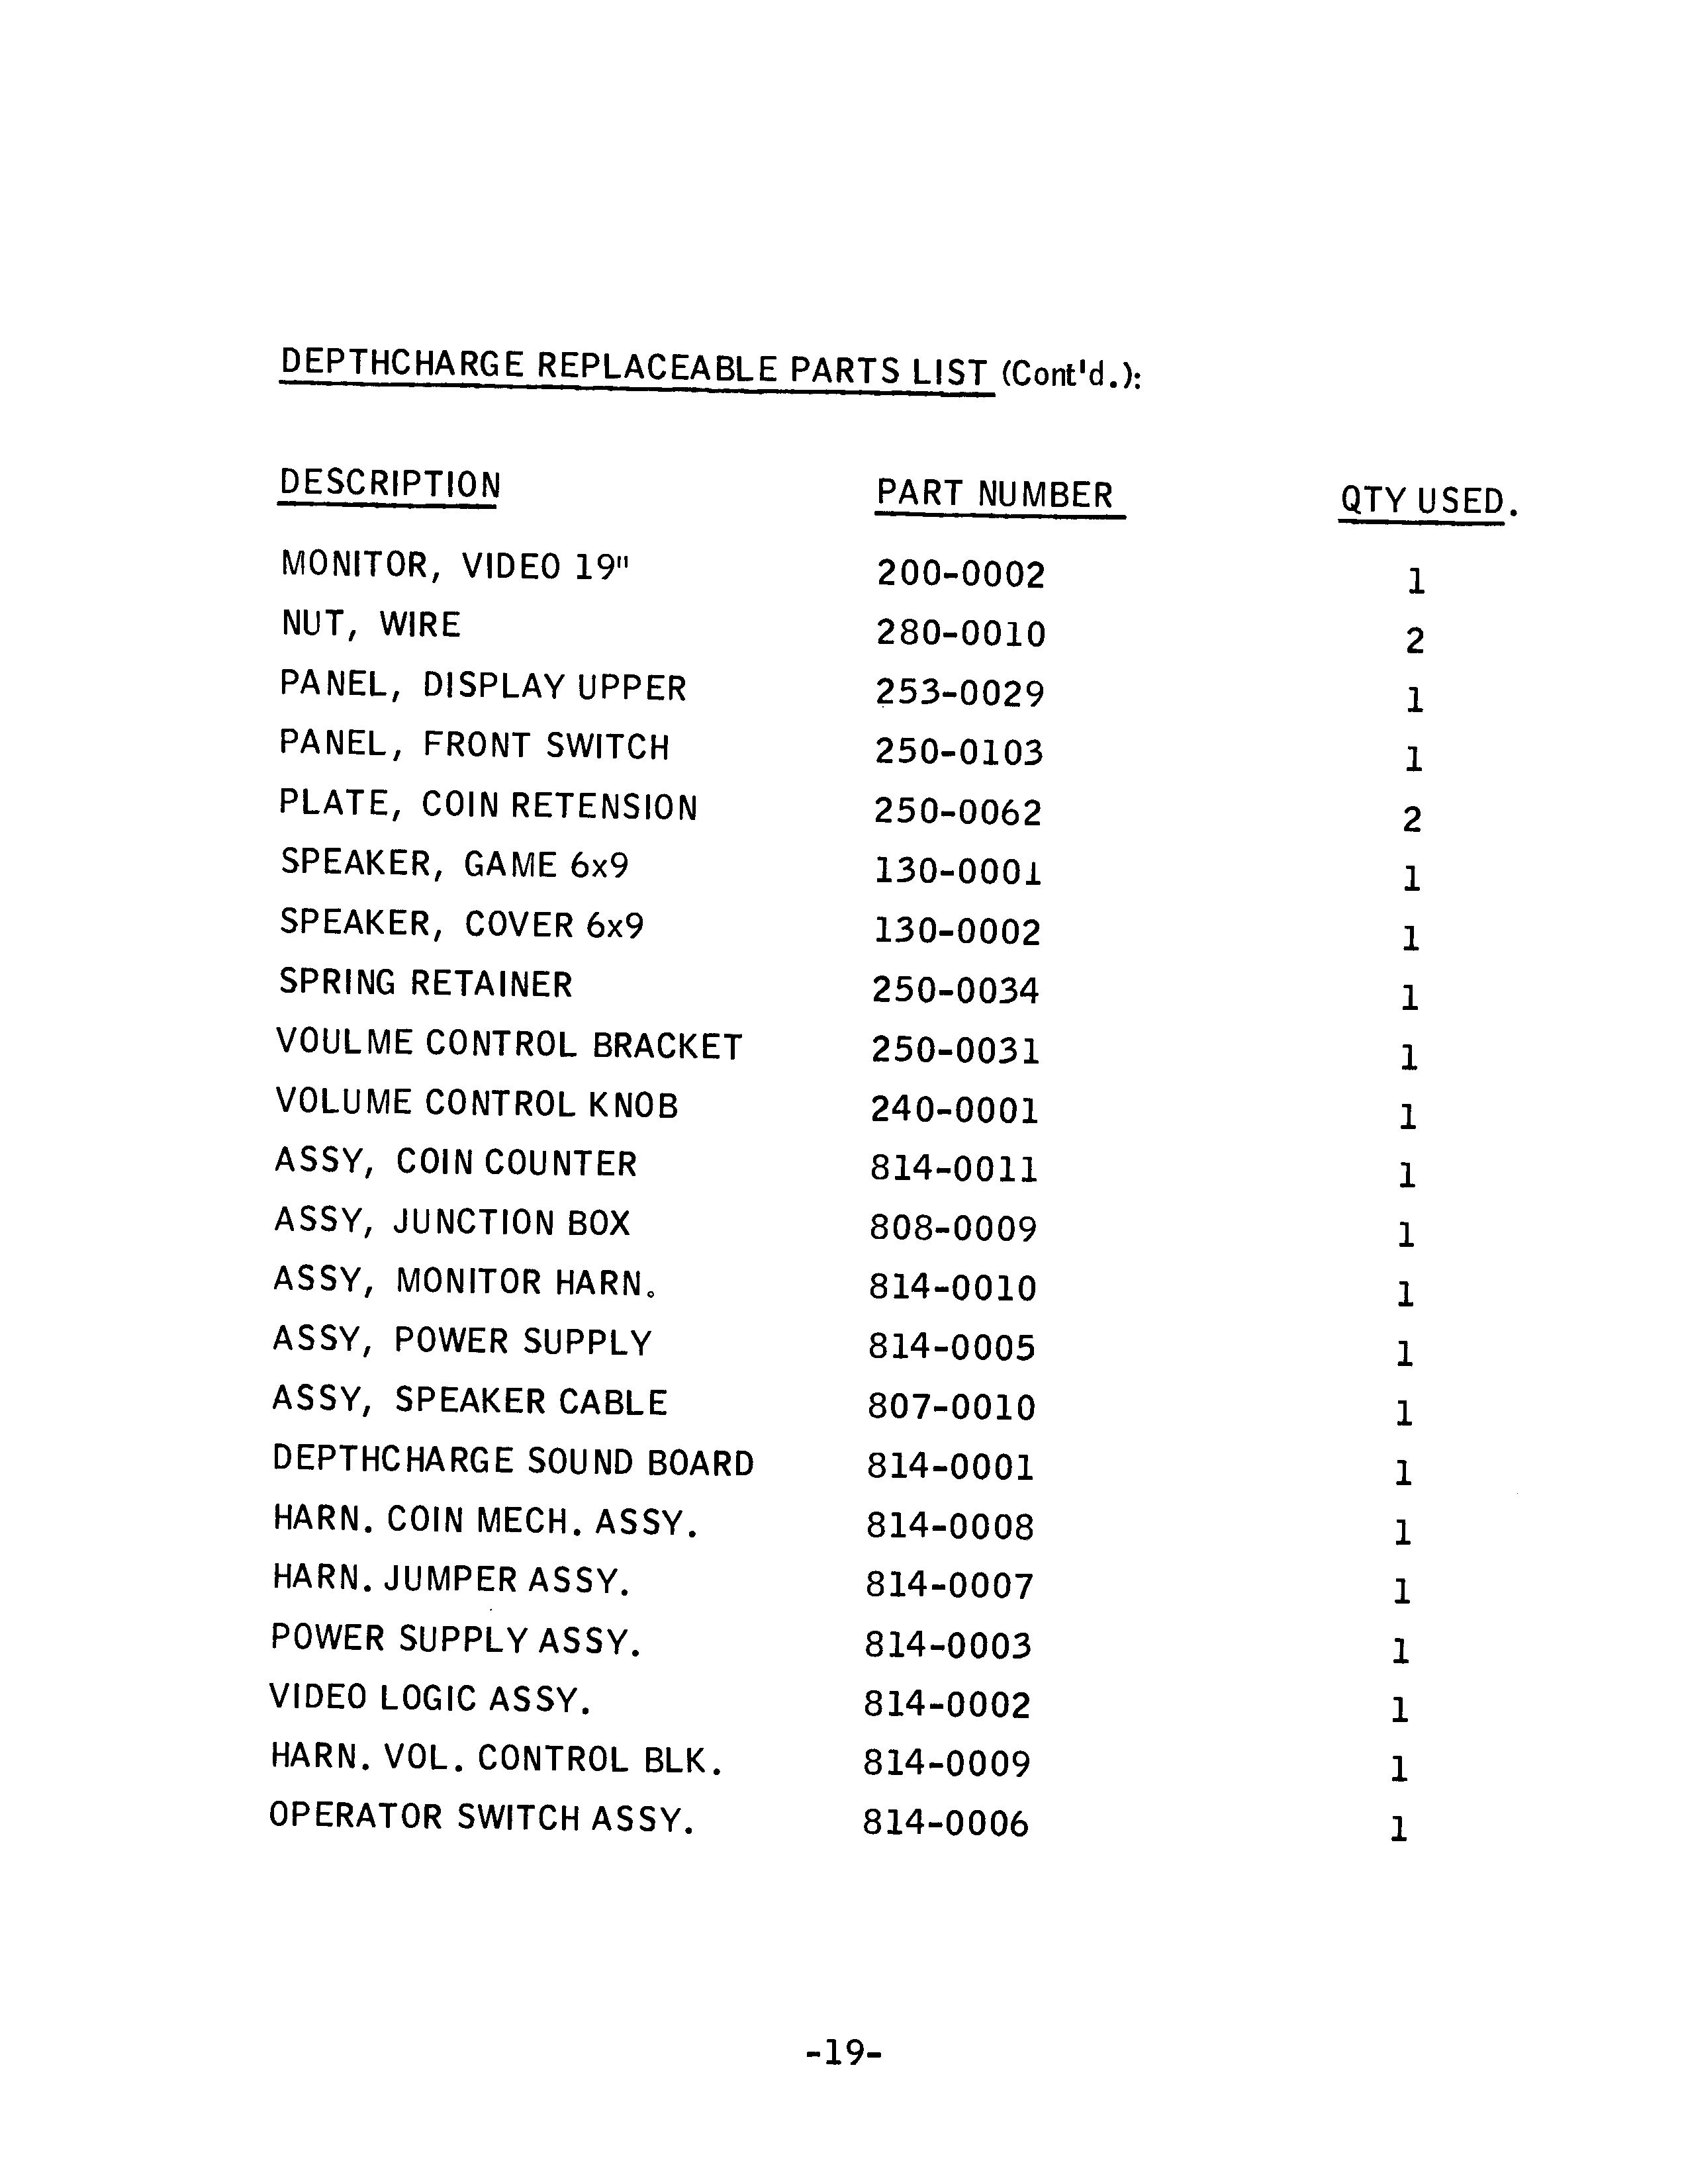 DEPTHCHARGE REPLACEABLE PARTS LIST (Cont'd.):
DESCRIPTION PART NUMBER QTY USED.
MONITOR, VIDEO 19" 200-0002 1
NUT, WIRE 280-0010 2
PANEL, DISPLAY UPPER 253-0029 1
PANEL, FRONT SWITCH 250-0103 1
PLATE, COIN RETENSION 250-0062 2
SPEAKER, GAME 6x9 130-0001 1
SPEAKER, COVER 6x9 130-0002 1
SPRING RETAINER 250-0034 1
VOULME CONTROL BRACKET 250-0031 1
VOLUME CONTROL KNOB 240-0001 1
ASSY, COIN COUNTER 814-0011 1
ASSY, JUNCTION BOX 808-0009 1
ASSY, MONITOR HARN. 814-0010 1
ASSY, POWER SUPPLY 814-0005 1
ASSY, SPEAKER CABLE 807-0010 1
DEPTHCHARGE SOUND BOARD 814-0001 1
HARN. COIN MECH. ASSY. 814-0008 1
HARN. JUMPER ASSY. 814-0007 1
POWER SUPPLY ASSY. 814-0003 1
VIDEO LOGIC ASSY. 814-0002 1
HARN. VOL. CONTROL BLK. 814-0009 1
OPERATOR SWITCH ASSY. 814-0006 1
-19-